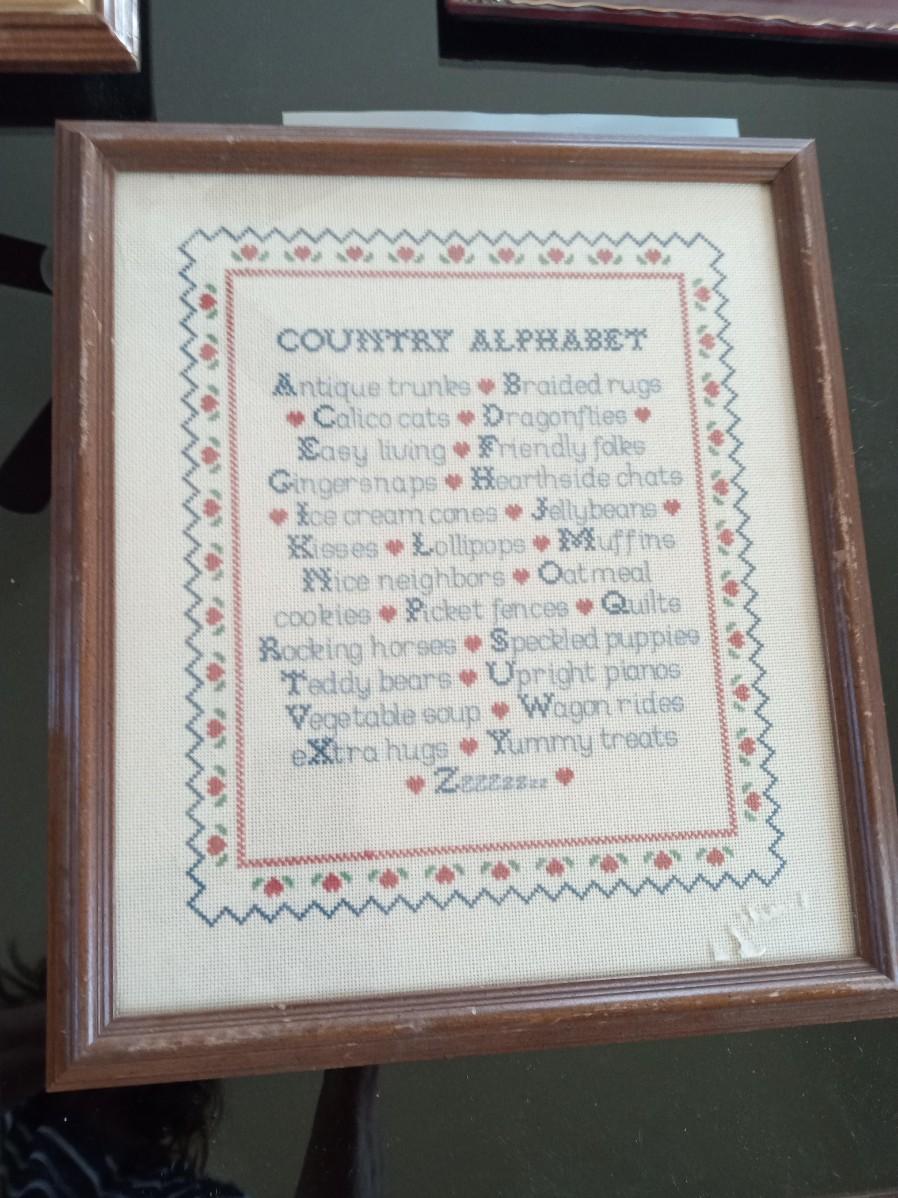 COUNTRY ALPHABET
Antique trunks ♥ Braided rugs
♥ Calico cats ♥ Dragonflies ♥
Easy living ♥ Friendly folks
Gingersnaps ♥ Hearthside chats
♥ Ice cream cones ♥ Jellybeans ♥
Kisses ♥ Lollipops ♥ Muffins
Nice neighbors ♥ Oatmeal
cookies ♥ Picket fences ♥ Quilts
Rocking horses ♥ Speckled puppies
Teddy bears ♥ Upright pianos
Vegetable soup ♥ Wagon rides
eXtra hugs ♥ Yummy treats
♥ Zzzzzzzz ♥